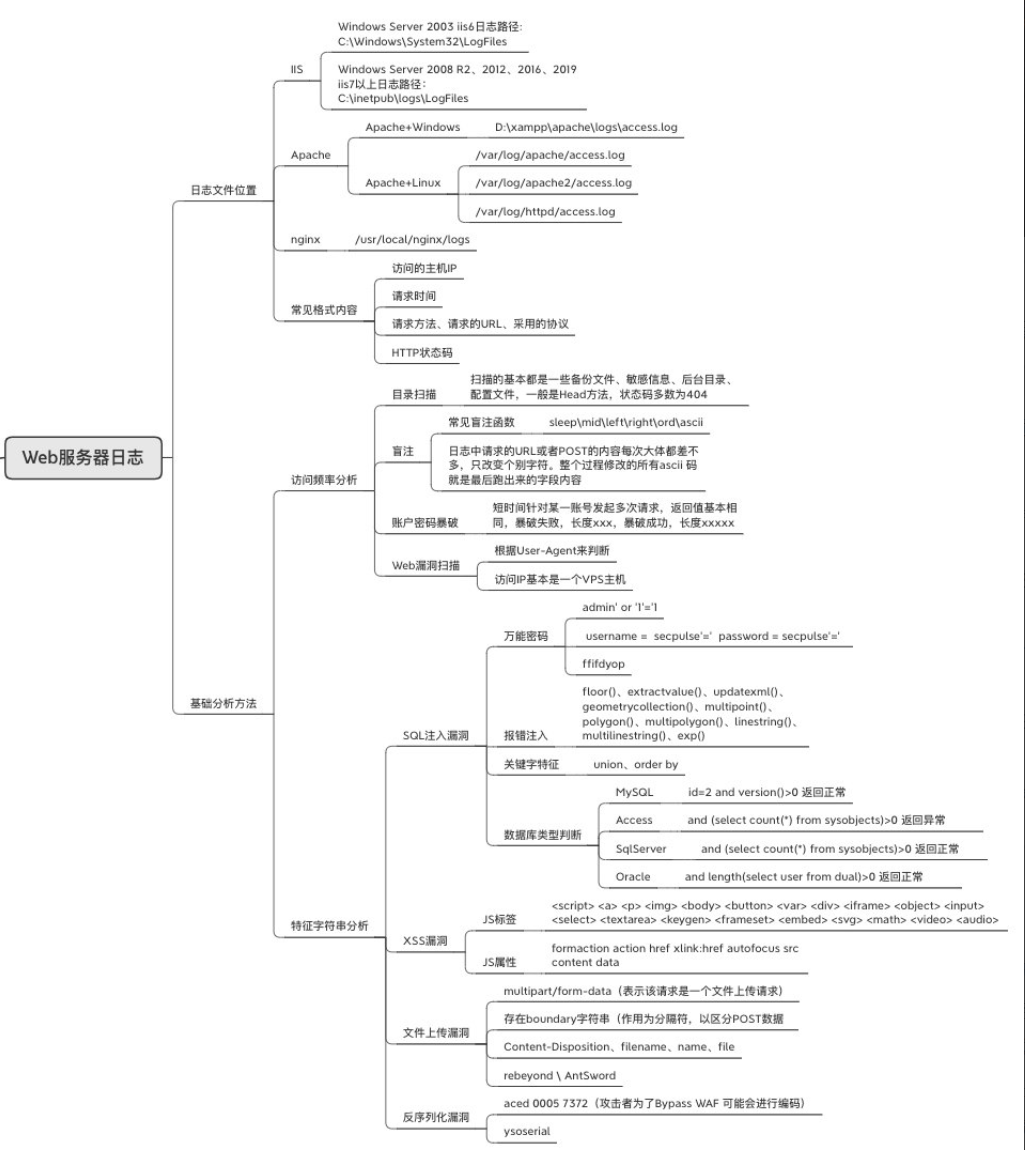 Web服务器日志
日志文件位置
IIS
Windows Server 2003 iis6日志路径：
C:\Windows\System32\LogFiles
Windows Server 2008 R2、2012、2016、2019
iis7以上日志路径：
C:\inetpub\logs\LogFiles
Apache
Apache+Windows
D:\xampp\apache\logs\access.log
Apache+Linux
/var/log/apache/access.log
/var/log/apache2/access.log
/var/log/httpd/access.log
nginx
/usr/local/nginx/logs
常见格式内容
访问的主机IP
请求时间
请求方法、请求的URL、采用的协议
HTTP状态码
基础分析方法
访问频率分析
目录扫描
扫描的基本都是一些备份文件、敏感信息、后台目录、
配置文件，一般是Head方法，状态码多数为404
盲注
常见盲注函数
sleep\mid\left\right\ord\ascii
日志中请求的URL或者POST的内容每次大体都差不
多，只改变个别字符。整个过程修改的所有ascii 码
就是最后跑出来的字段内容
账户密码暴破
短时间针对某一账号发起多次请求，返回值基本相
同，暴破失败，长度xxx，暴破成功，长度xxxxx
Web漏洞扫描
根据User-Agent来判断
访问IP基本是一个VPS主机
特征字符串分析
SQL注入漏洞
万能密码
admin' or '1'='1
username = secpulse'=' password = secpulse'='
ffifdyop
报错注入
floor()、extractvalue()、updatexml()、
geometrycollection()、multipoint()、
polygon()、multipolygon()、linestring()、
multilinestring()、exp()
关键字特征
union、order by
数据库类型判断
MySQL
id=2 and version()>0 返回正常
Access
and (select count(*) from sysobjects)>0 返回异常
SqlServer
and (select count(*) from sysobjects)>0 返回正常
Oracle
and length(select user from dual)>0 返回正常
XSS漏洞
JS标签
<script> <a> <p> <img> <body> <button> <var> <div> <iframe> <object> <input>
<select> <textarea> <keygen> <frameset> <embed> <svg> <math> <video> <audio>
JS属性
formaction action href xlink:href autofocus src
content data
文件上传漏洞
multipart/form-data（表示该请求是一个文件上传请求）
存在boundary字符串（作用为分隔符，以区分POST数据
Content-Disposition、filename、name、file
rebeyond \ AntSword
反序列化漏洞
aced 0005 7372（攻击者为了Bypass WAF 可能会进行编码）
ysoserial